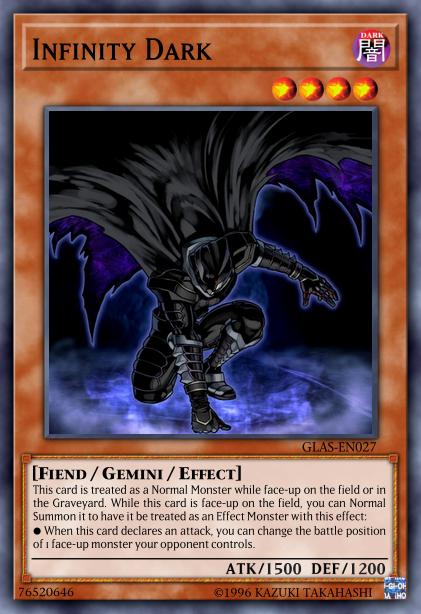 INFINITY DARK
DARK
闇
GLAS-EN027
[FIEND / GEMINI / EFFECT]
This card is treated as a Normal Monster while face-up on the field or in
the Graveyard. While this card is face-up on the field, you can Normal
Summon it to have it be treated as an Effect Monster with this effect:
● When this card declares an attack, you can change the battle position
of 1 face-up monster your opponent controls.
ATK/1500 DEF/1200
76520646
©1996 KAZUKI TAKAHASHI